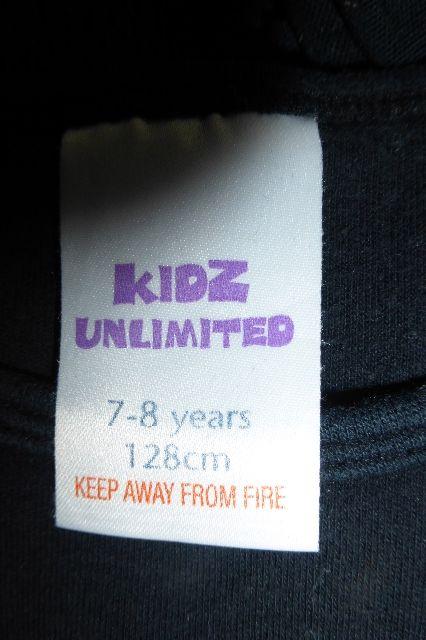 KIDZ
UNLIMITED
7-8 years
128cm
KEEP AWAY FROM FIRE